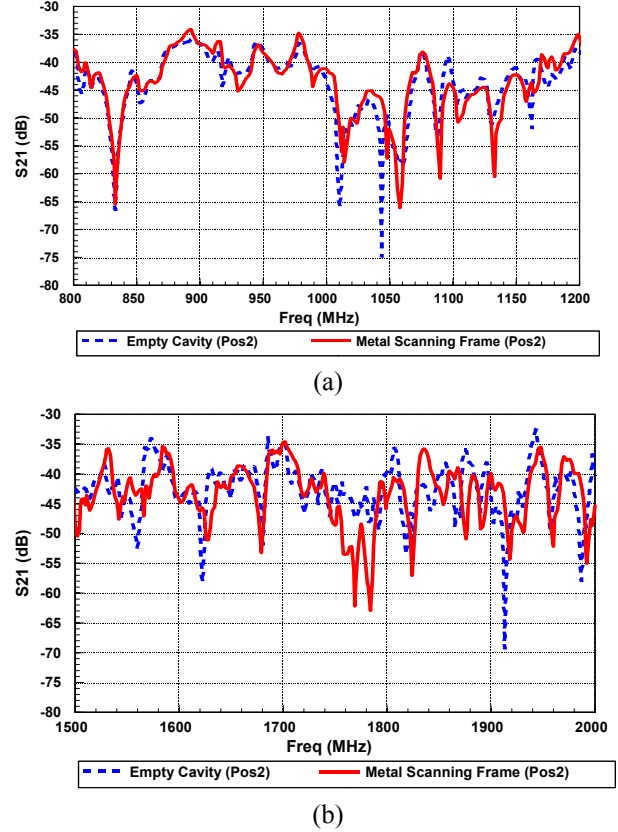 -30
-35
-40
-45
-50
-55
-60
-65
-70
-75
-80
S21 (dB)
800 850 900 950 1000 1050 1100 1150 1200
Freq (MHz)
Empty Cavity (Pos2) Metal Scanning Frame (Pos2)
(a)
-30
-35
-40
-45
-50
-55
-60
-65
-70
-75
-80
S21 (dB)
1500 1600 1700 1800 1900 2000
Freq (MHz)
Empty Cavity (Pos2) Metal Scanning Frame (Pos2)
(b)